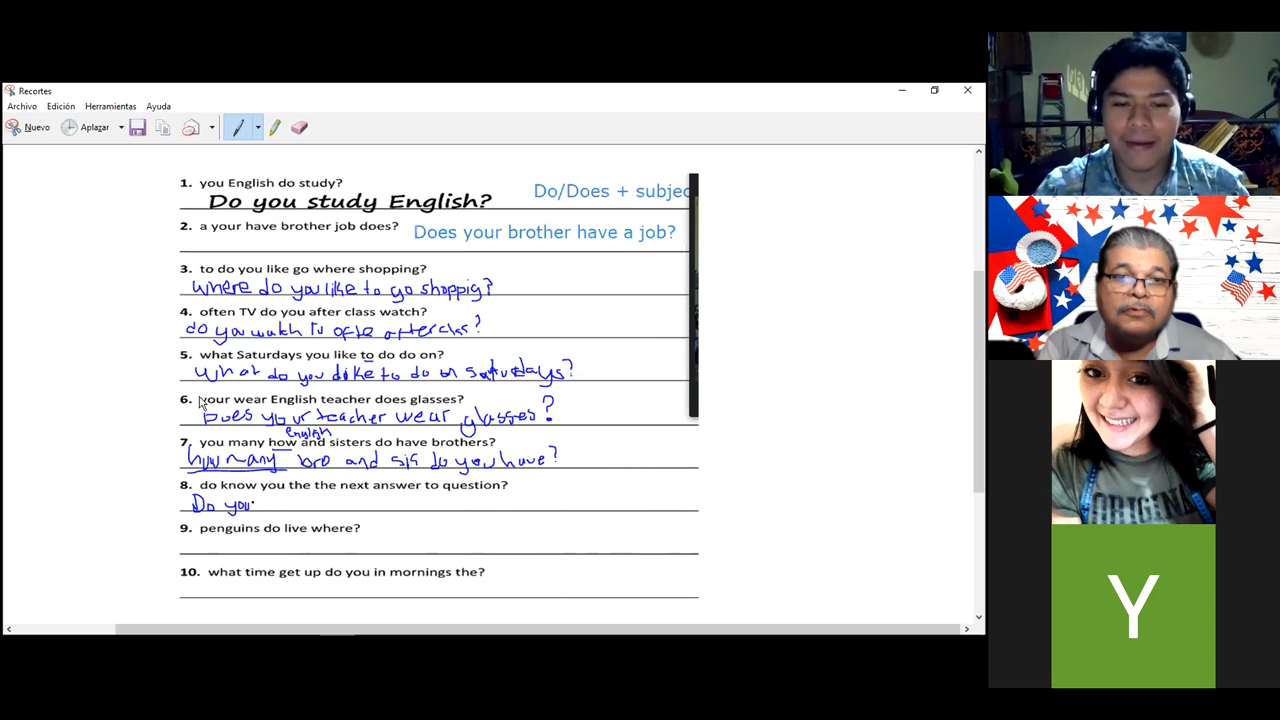 Recortes
Archivo Edición Herramientas Ayuda
Nuevo Aplazar
1. you English do study?
Do you study English? Do/Does + subjec
2. a your have brother job does? Does your brother have a job?
3. to do you like go where shopping?
where do you like to go shoppig?
4. often TV do you after class watch?
do you watch tv ofte after clas?
5. what Saturdays you like to do do on?
What do you dike to do on saturdays?
6. your wear English teacher does glasses?
Does your teacher wear glasses?
english
7. you many how and sisters do have brothers?
how many bro and sis do you have?
8. do know you the the next answer to question?
Do you
9. penguins do live where?
10. what time get up do you in mornings the?
ORIGINA
Y